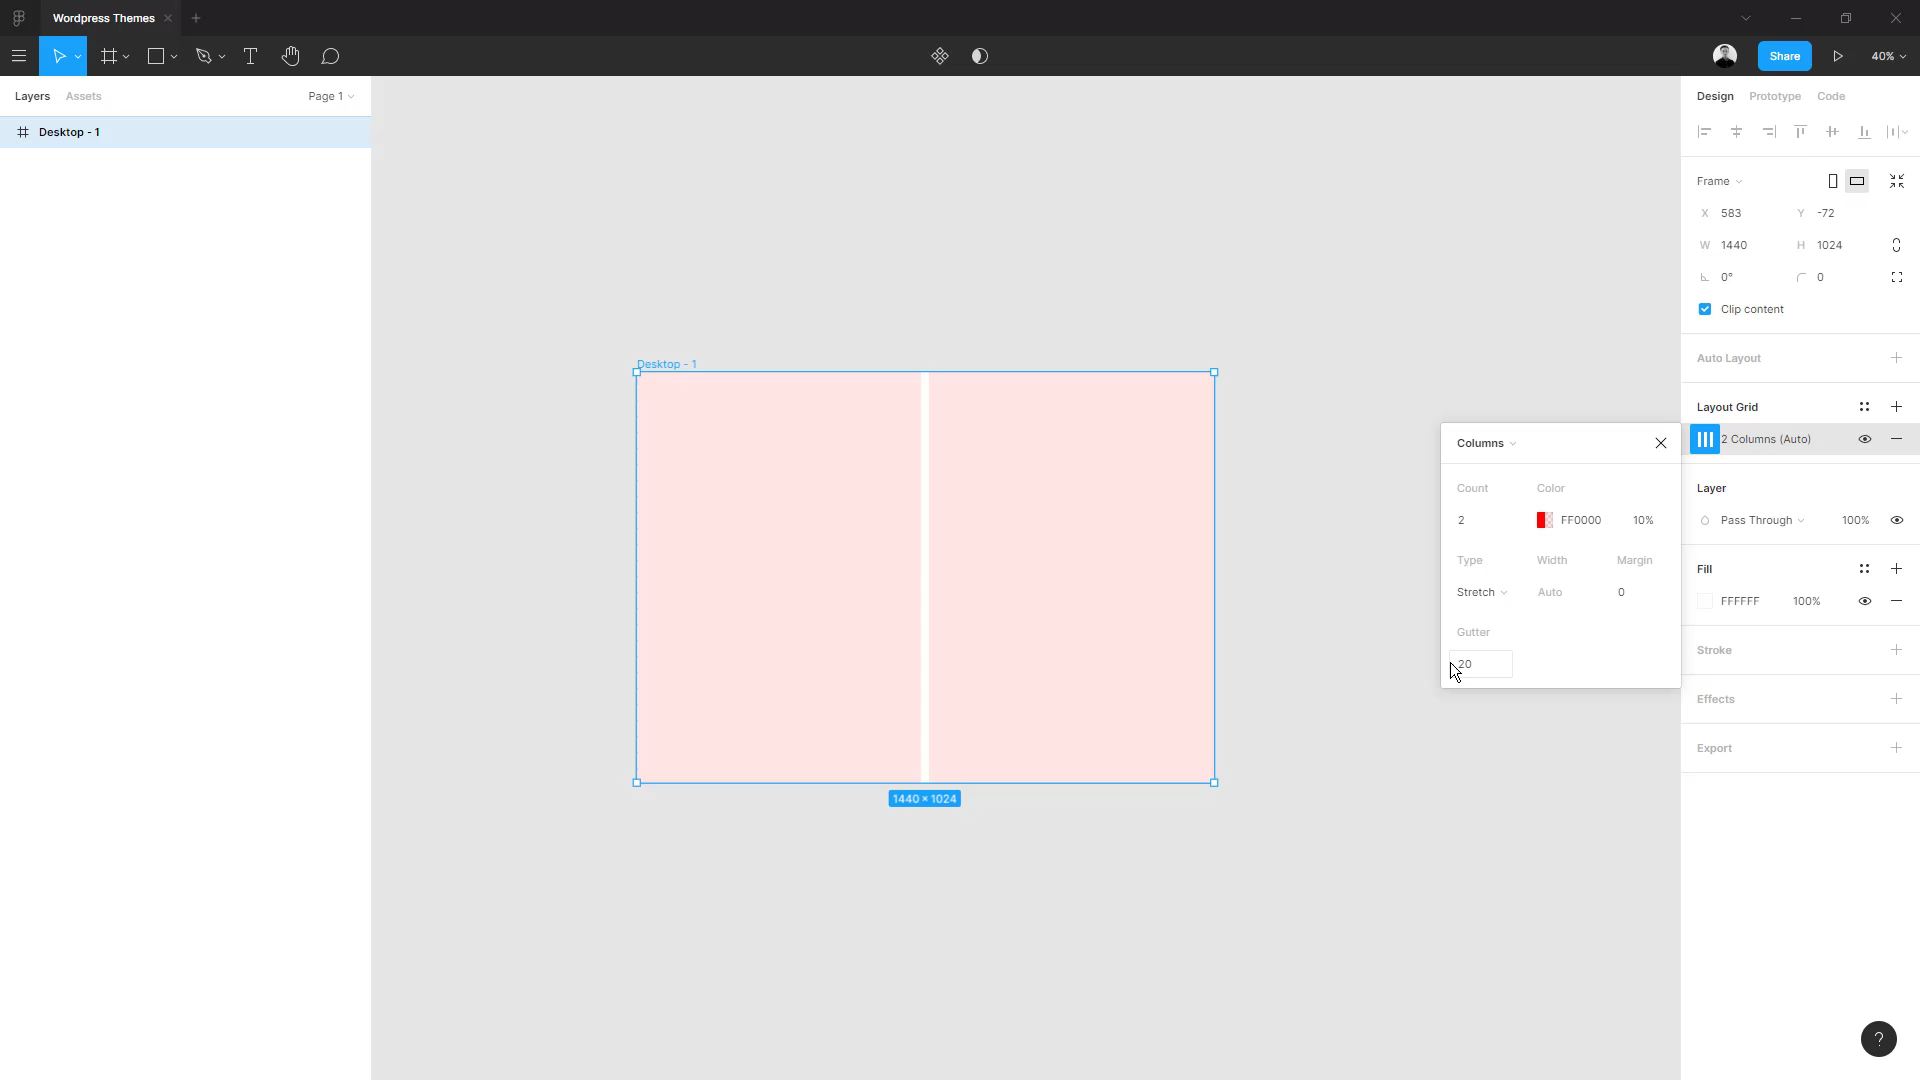 Wordpress Themes
Share
40%
Layers Assets Page 1
Desktop - 1
Desktop - 1
1440 × 1024
Columns
Count Color
2 FF0000 10%
Type Width Margin
Stretch Auto 0
Gutter
20
Design Prototype Code
Frame
X 583 Y -72
W 1440 H 1024
0° 0
Clip content
Auto Layout
Layout Grid
2 Columns (Auto)
Layer
Pass Through 100%
Fill
FFFFFF 100%
Stroke
Effects
Export
?